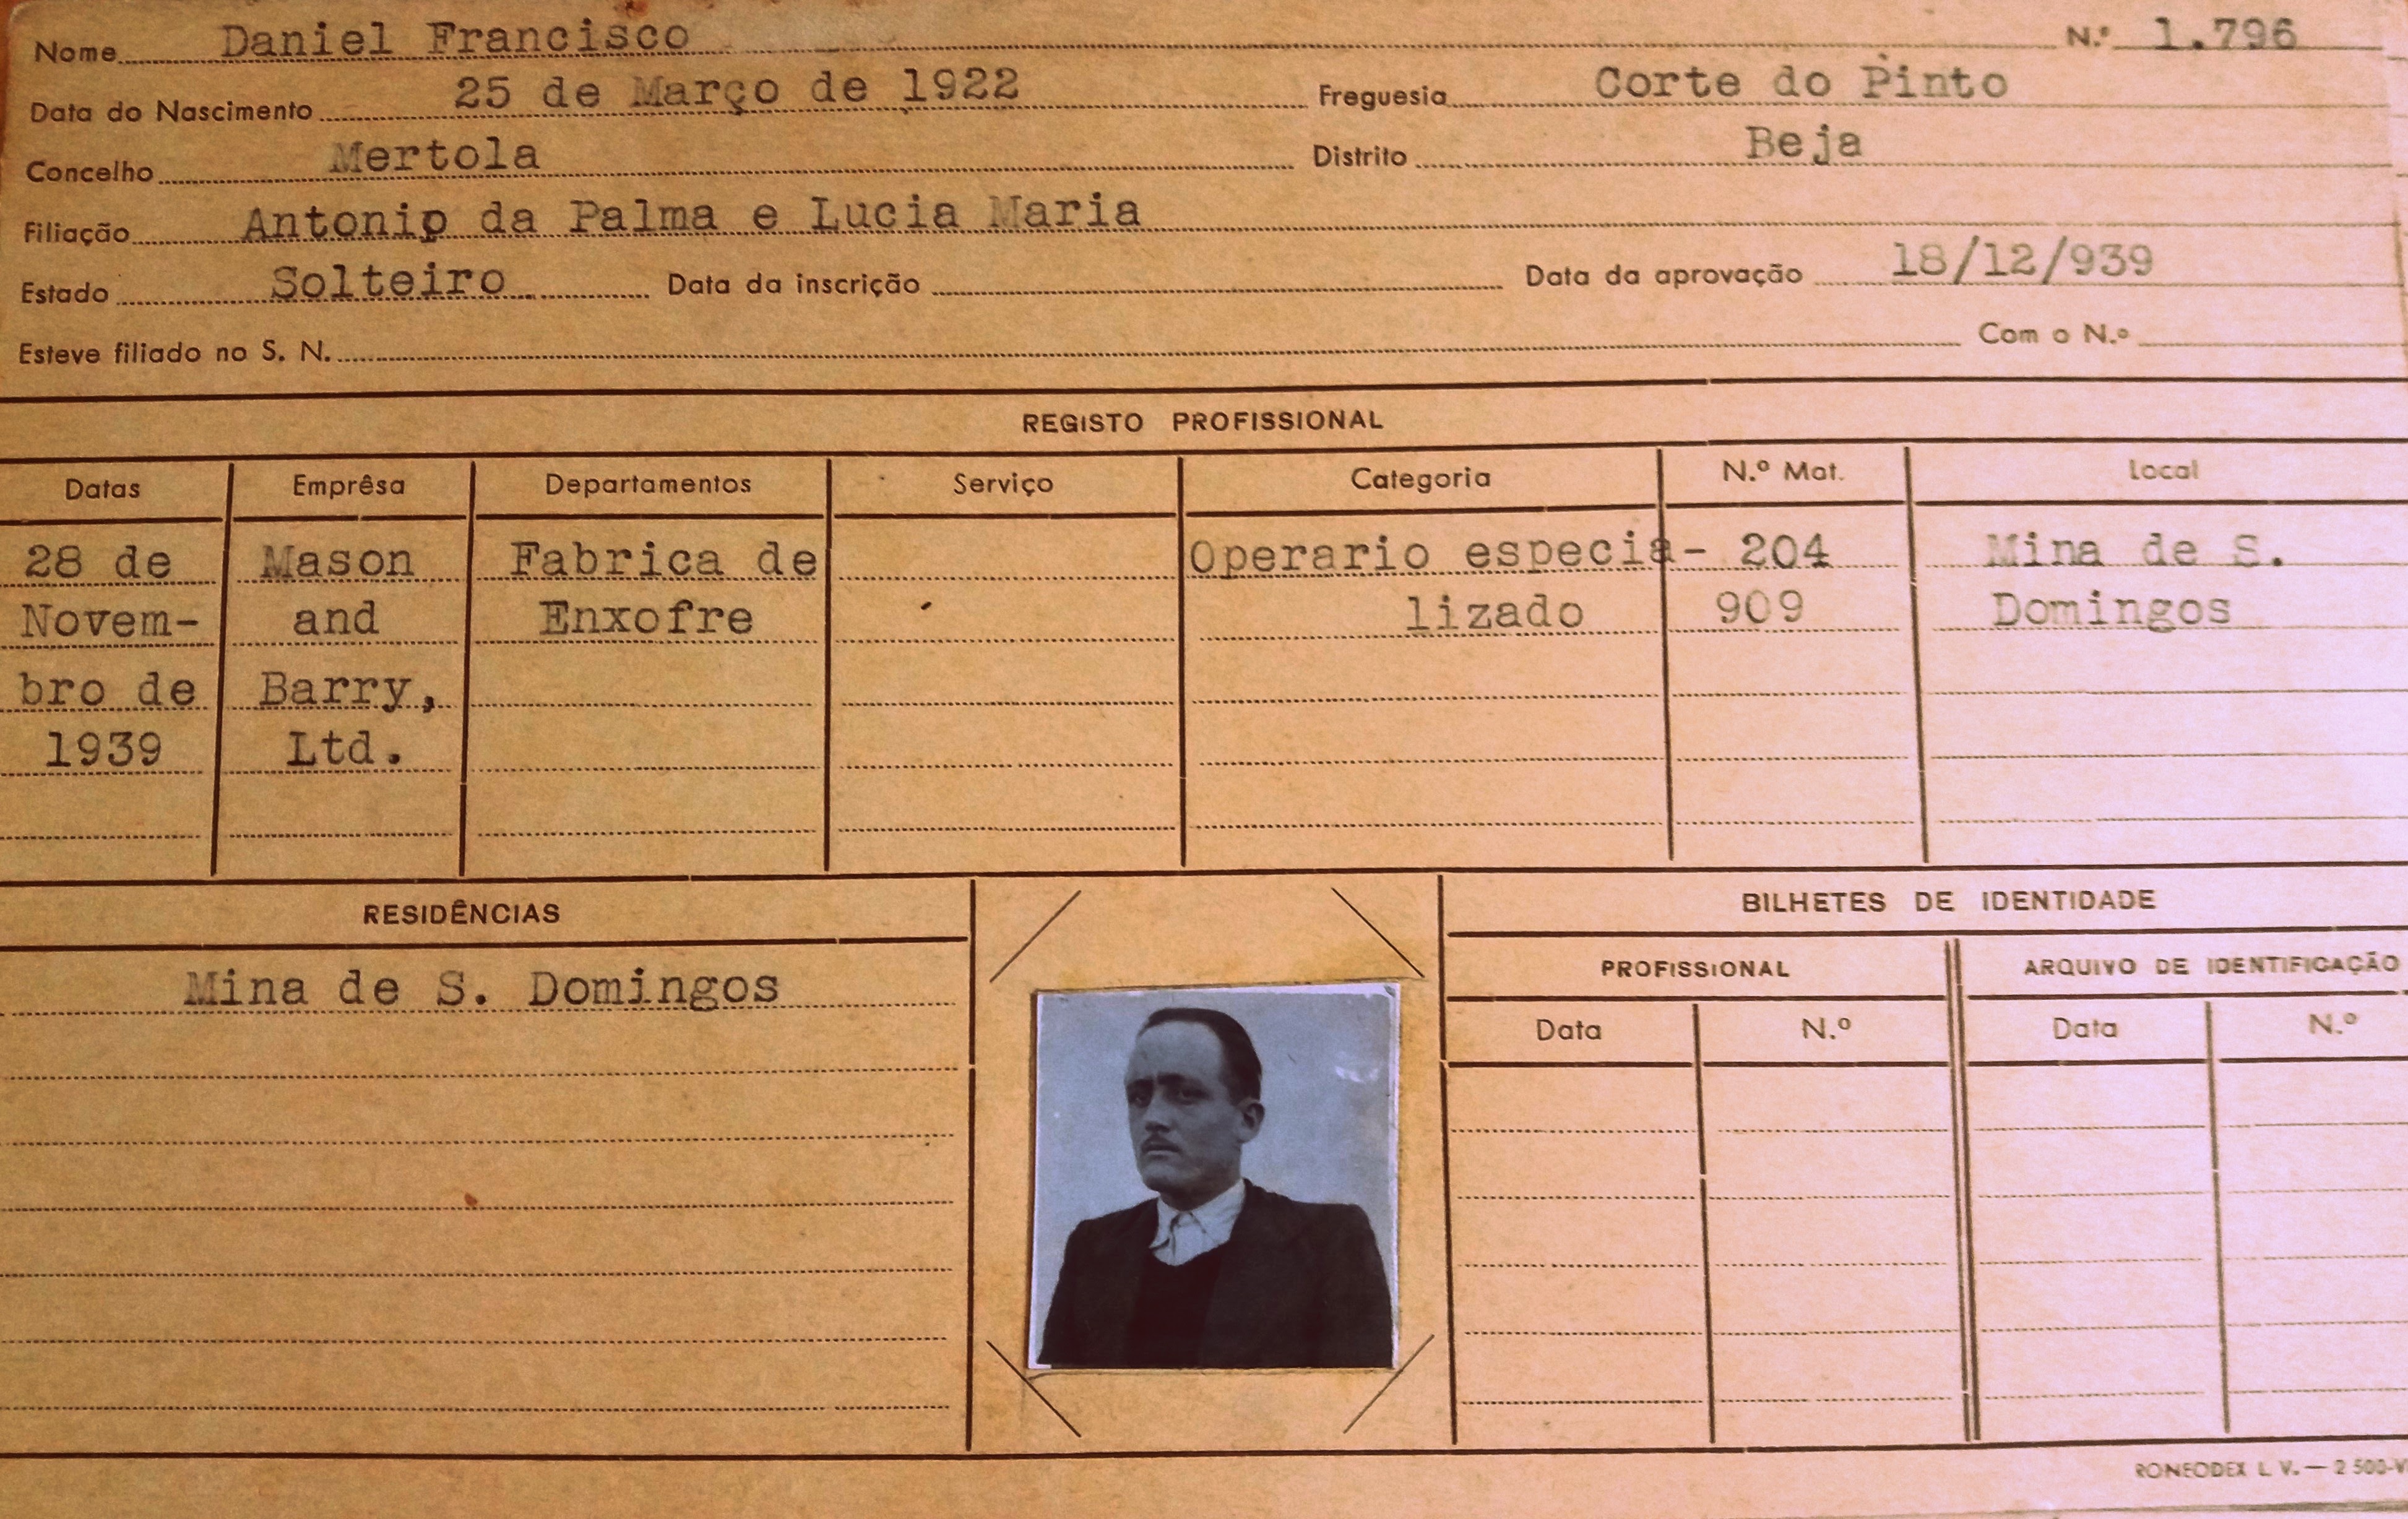 Nome Daniel Francisco N.º 1.796
Data do Nascimento 25 de Março de 1922 Freguesia Corte do Pinto
Concelho Mertola Distrito Beja
Filiação Antonio da Palma e Lucia Maria
Estado Solteiro Data da inscrição Data da aprovação 18/12/939
Esteve filiado no S. N. Com o N.º
REGISTO PROFISSIONAL
Datas Emprêsa Departamentos Serviço Categoria N.º Mat. Local
28 de Mason Fabrica de Operario especia- 204 Mina de S.
Novem- and Enxofre lizado 909 Domingos
bro de Barry,
1939 Ltd.
RESIDÊNCIAS
Mina de S. Domingos
BILHETES DE IDENTIDADE
PROFISSIONAL ARQUIVO DE IDENTIFICAÇÃO
Data N.º Data N.º
RONEODEX L. V. — 2 500-V